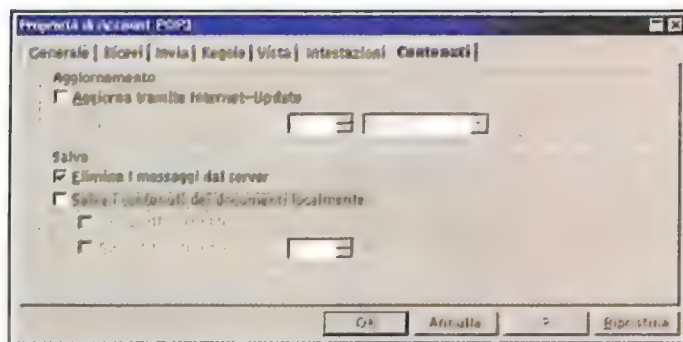 Proprietà di Account POP3
Generale | Ricevi | Invia | Regole | Vista | Intestazioni Contenuti
Aggiornamento
Aggiorna tramite Internet-Update
Salva
Elimina i messaggi dal server
Salva i contenuti dei documenti localmente
OK Annulla ? Ripristina